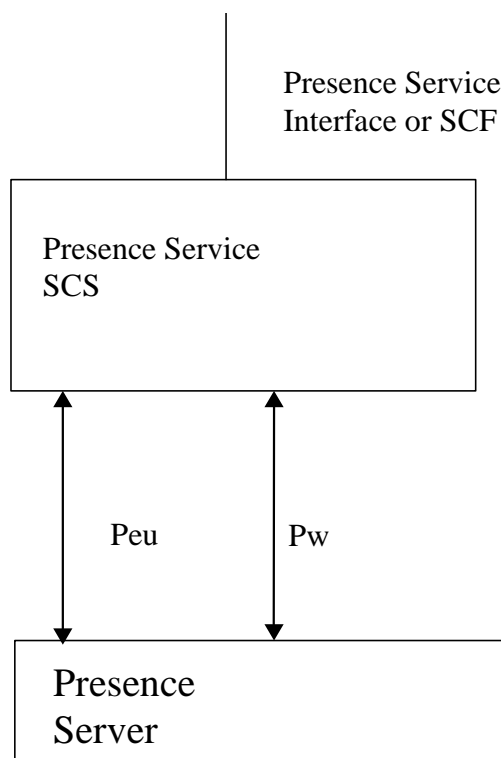 Presence Service
Interface or SCF
Presence Service
SCS
Peu
Pw
Presence
Server